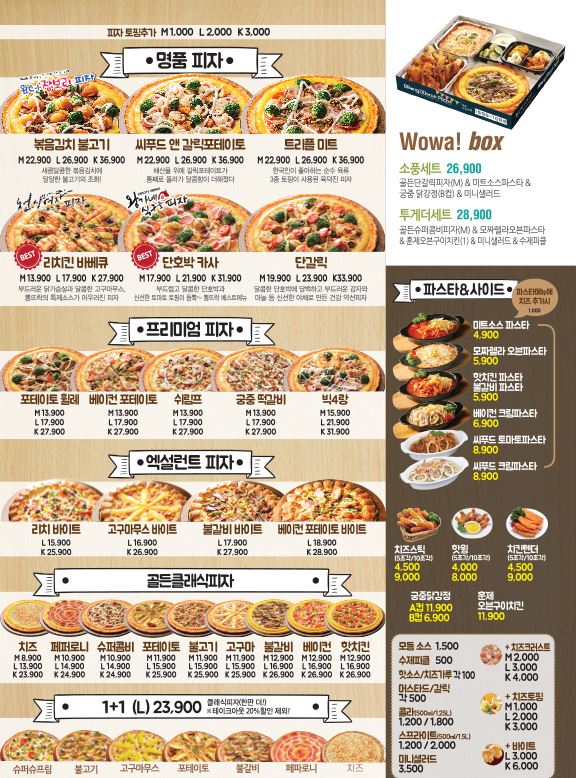 피자 토핑추가 M 1.000 L 2.000 K 3.000
명품 피자
볶음김치 불고기
M 22.900 L 26.900 K 36.900
새콤달콤한 볶음김치에
달달한 불고기의 조화!
씨푸드 앤 갈릭포테이토
M 22.900 L 26.900 K 36.900
해산물 위에 갈릭포테이토가
통째로 올라가 달콤함이 더해졌다
트리플 미트
M 22.900 L 26.900 K 36.900
한국인이 좋아하는 순수 육류
3종 토핑이 사용된 육덕진 피자
BEST
리치킨 바베큐
M 13.900 L 17.900 K 27.900
부드러운 닭가슴살과 달콤한 고구마무스,
뽕뜨락의 특제소스가 어우러진 피자
BEST
단호박 카사
M 17.900 L 21.900 K 31.900
부드럽고 달콤한 단호박과
신선한 토마토 토핑이 듬뿍~ 뽕뜨락 베스트메뉴
단갈릭
M 19.900 L 23.900 K33.900
달콤한 단호박에 담백하고 부드러운 감자와
마늘 등 신선한 야채로 만든 건강 약선피자
프리미엄 피자
포테이토 휠레
M 13.900
L 17.900
K 27.900
베이컨 포테이토
M 13.900
L 17.900
K 27.900
쉬림프
M 13.900
L 17.900
K 27.900
궁중 떡갈비
M 13.900
L 17.900
K 27.900
빅4랑
M 15.900
L 21.900
K 31.900
엑설런트 피자
리치 바이트
L 15.900
K 25.900
고구마무스 바이트
L 16.900
K 26.900
불갈비 바이트
L 17.900
K 27.900
베이컨 포테이토 바이트
L 18.900
K 28.900
골든클래식피자
치즈
M 8.900
L 13.900
K 23.900
페퍼로니
M 10.900
L 14.900
K 24.900
슈퍼콤비
M 10.900
L 14.900
K 24.900
포테이토
M 11.900
L 15.900
K 25.900
불고기
M 11.900
L 15.900
K 25.900
고구마
M 11.900
L 15.900
K 25.900
불갈비
M 12.900
L 16.900
K 26.900
베이컨
M 12.900
L 16.900
K 26.900
핫치킨
M 12.900
L 16.900
K 26.900
1+1 (L) 23,900 클래식피자(한판 더!)
※ 테이크아웃 20%할인 제외!
슈퍼슈프림 불고기 고구마무스 포테이토 불갈비 페파로니 치즈
Wowa! box
소풍세트 26,900
골든단갈릭피자(M) & 미트소스파스타 &
궁중 닭강정(B컵) & 미니샐러드
투게더세트 28,900
골든슈퍼콤비피자(M) & 모짜렐라오븐파스타
& 훈제오븐구이치킨(1) & 미니샐러드 & 수제피클
파스타&사이드
파스타메뉴에
치즈 추가시
1.000
미트소스 파스타
4,900
모짜렐라 오븐파스타
5.900
핫치킨 파스타
불갈비 파스타
5.900
베이컨 크림파스타
6,900
씨푸드 토마토파스타
8.900
씨푸드 크림파스타
8.900
치즈스틱
(5조각/10조각)
4.500
9.000
핫윙
(5조각/10조각)
4.000
8.000
치킨텐더
(5조각/10조각)
4.500
9.000
궁중닭강정
A컵 11,900
B컵 6,900
훈제
오븐구이치킨
11.900
모둠 소스 1.500
수제피클 500
핫소스/치즈가루 각 100
머스타드/갈릭
각 500
콜라(500ml/1.25L)
1.200 / 1.800
스프라이트(500ml/1.5L)
1.200 / 2.000
미니샐러드
3.500
+ 치즈크러스트
M 2.000
L 3.000
K 4.000
+ 치즈토핑
M 1.000
L 2.000
K 3.000
+ 바이트
L 3.000
K 6.000